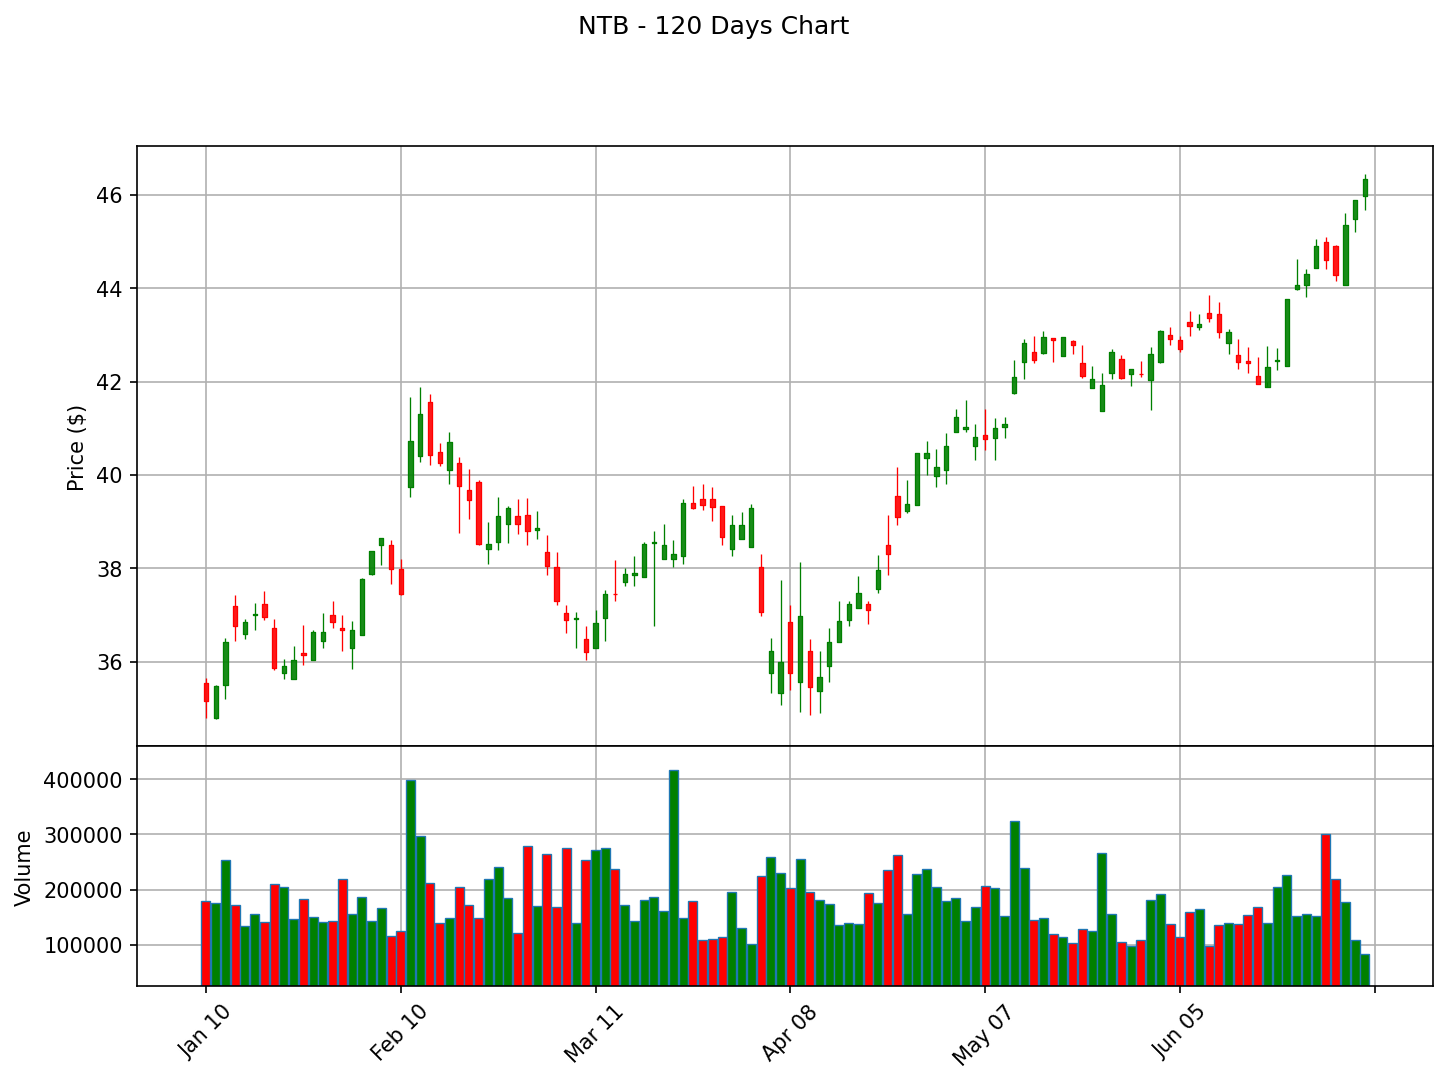 NTB - 120 Days Chart
46
44
42
40
38
36
Price ($)
400000
300000
200000
100000
Volume
Jan 10
Feb 10
Mar 11
Apr 08
May 07
Jun 05